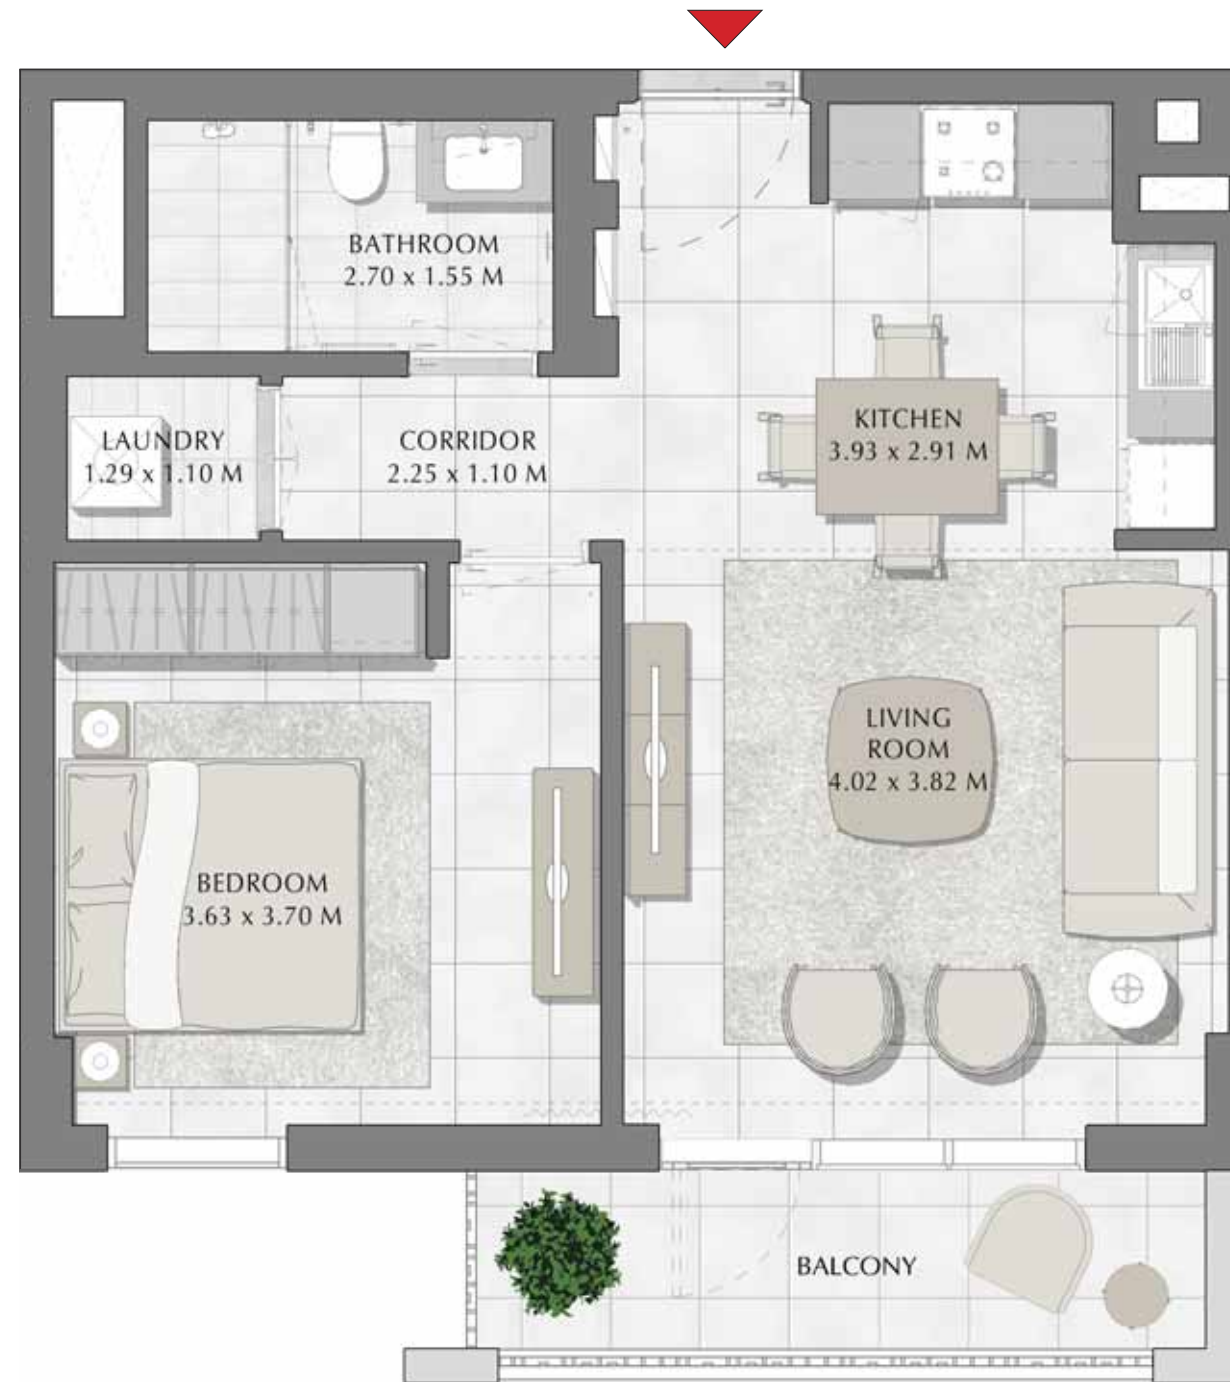 BATHROOM
2.70 x 1.55 M
LAUNDRY
1.29 x 1.10 M
CORRIDOR
2.25 x 1.10 M
KITCHEN
3.93 x 2.91 M
LIVING
ROOM
4.02 x 3.82 M
BEDROOM
3.63 x 3.70 M
BALCONY